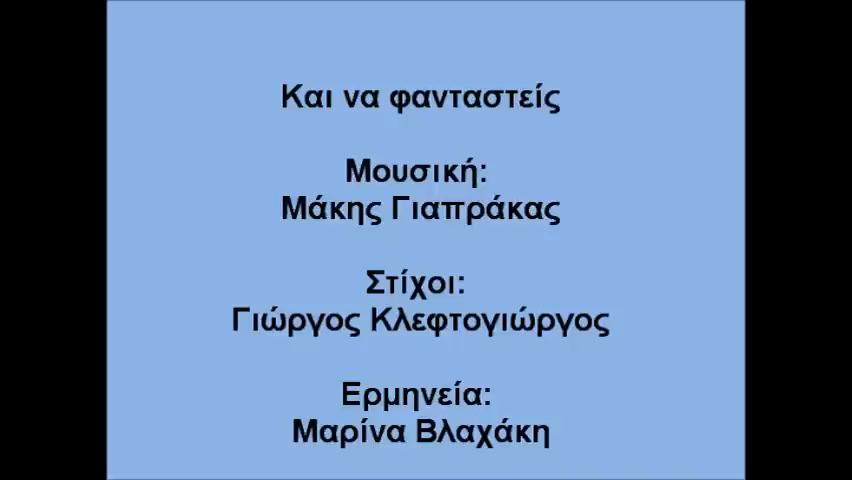 Και να φανταστείς
Μουσική:
Μάκης Γιαπράκας
Στίχοι:
Γιώργος Κλεφτογιώργος
Ερμηνεία:
Μαρίνα Βλαχάκη